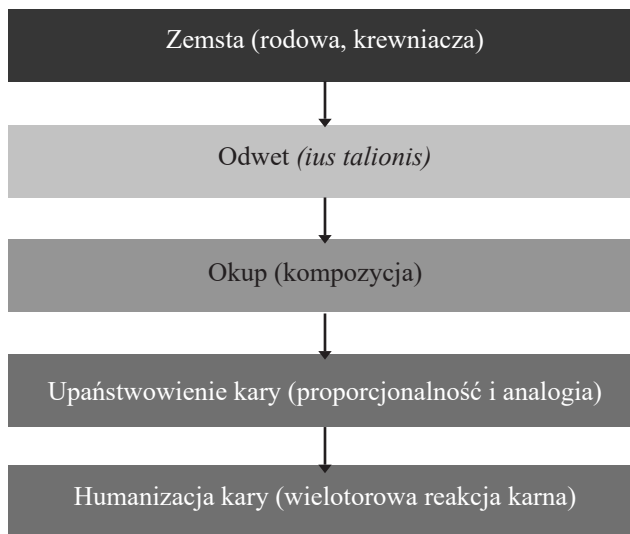 Zemsta (rodowa, krewniacza)
Odwet (ius talionis)
Okup (kompozycja)
Upaństwowienie kary (proporcjonalność i analogia)
Humanizacja kary (wielotorowa reakcja karna)